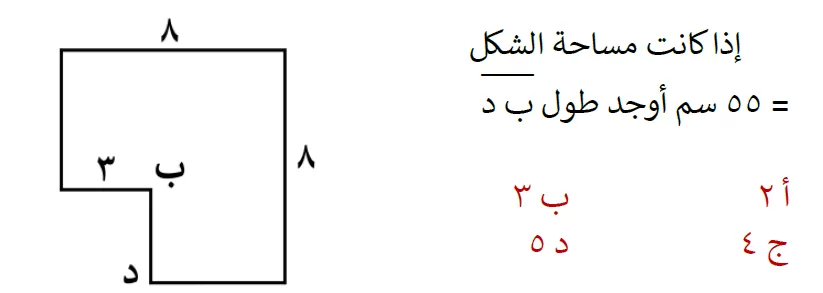 إذا كانت مساحة الشكل
= ٥٥ سم أوجد طول ب د
أ ٢
ب ٣
ج ٤
د ٥
٨
٨
٣
ب
د